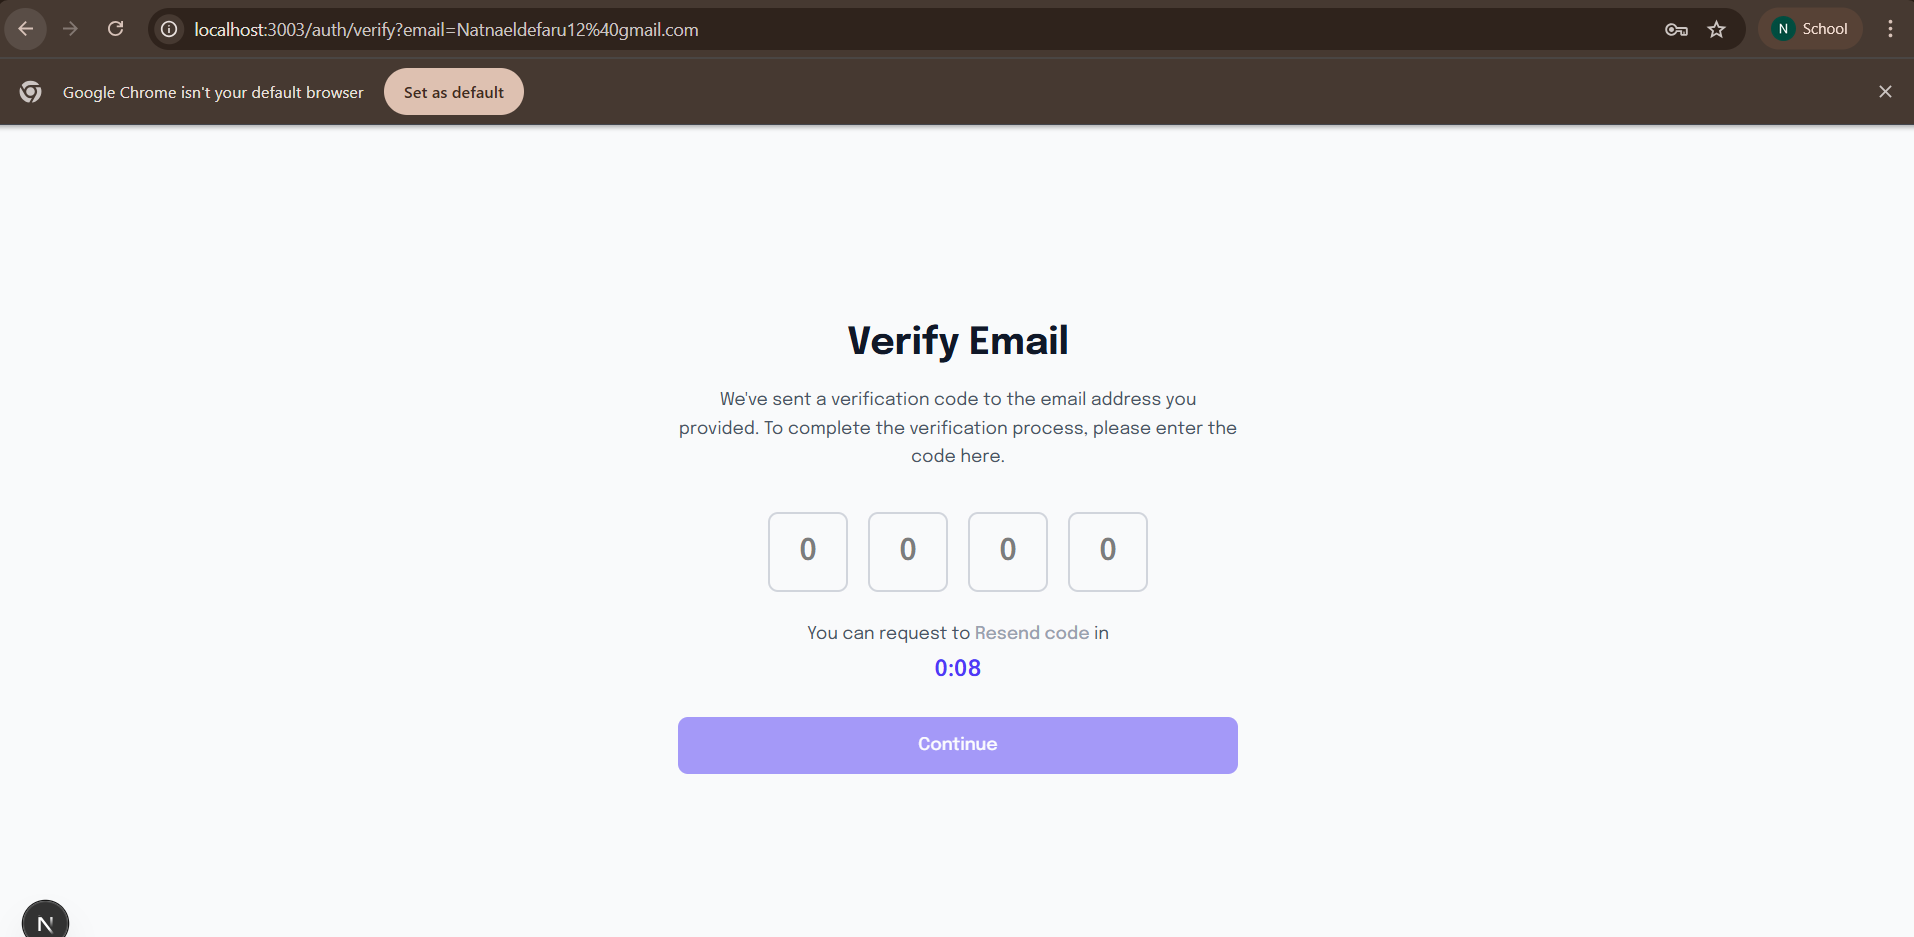 localhost:3003/auth/verify?email=Natnaeldefaru12%40gmail.com
N School
Google Chrome isn't your default browser
Set as default
Verify Email
We've sent a verification code to the email address you
provided. To complete the verification process, please enter the
code here.
0 0 0 0
You can request to Resend code in
0:08
Continue
N